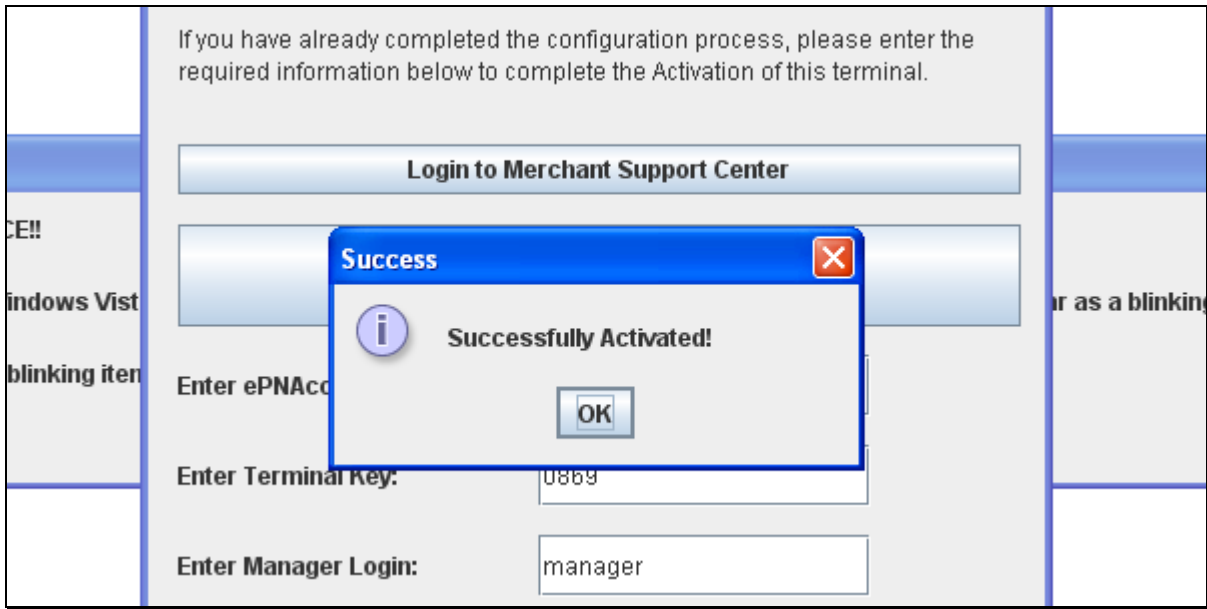 If you have already completed the configuration process, please enter the
required information below to complete the Activation of this terminal.
Login to Merchant Support Center
CE!!
Success
indows Vist
ar as a blinking
Successfully Activated!
blinking iten
Enter ePNAcc
OK
Enter Terminal Key:
0869
Enter Manager Login:
manager